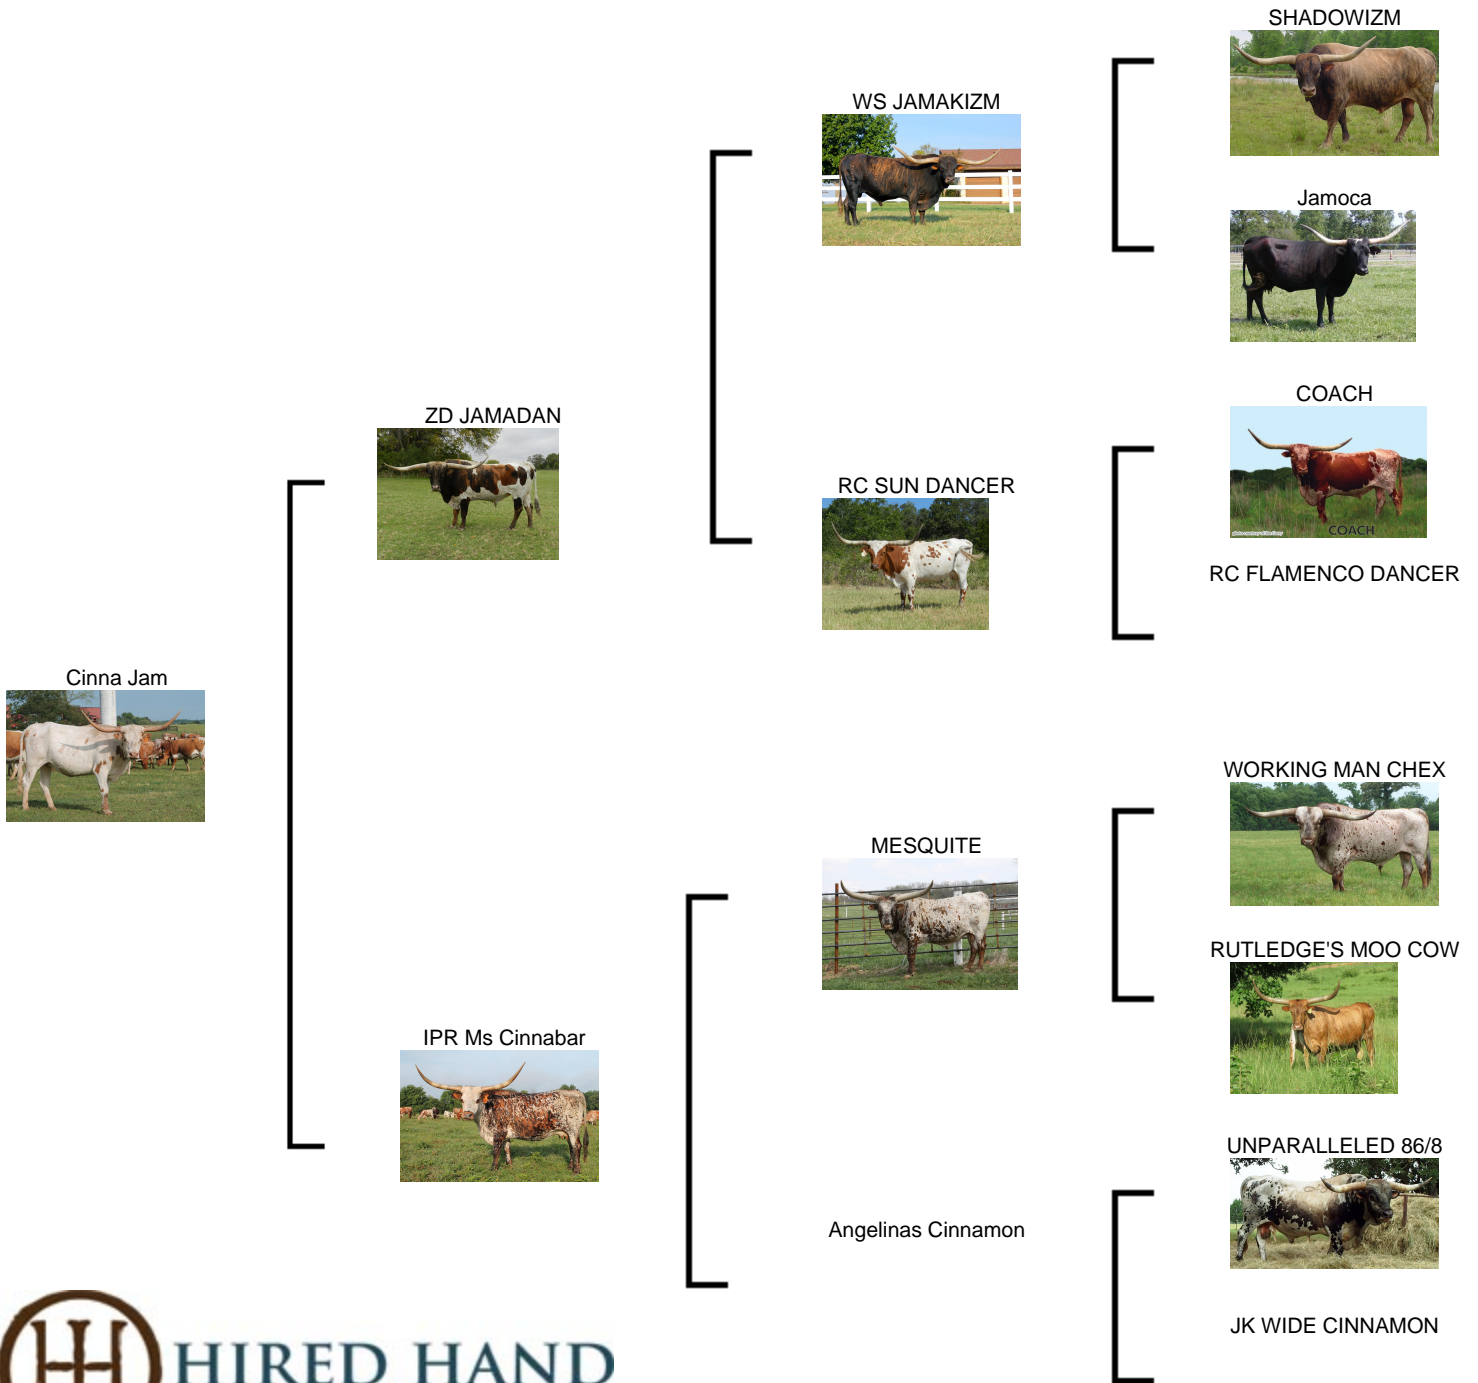 SHADOWIZM
WS JAMAKIZM
Jamoca
COACH
COACH
ZD JAMADAN
RC SUN DANCER
RC FLAMENCO DANCER
Cinna Jam
WORKING MAN CHEX
MESQUITE
RUTLEDGE'S MOO COW
IPR Ms Cinnabar
UNPARALLELED 86/8
Angelinas Cinnamon
JK WIDE CINNAMON
HIRED HAND